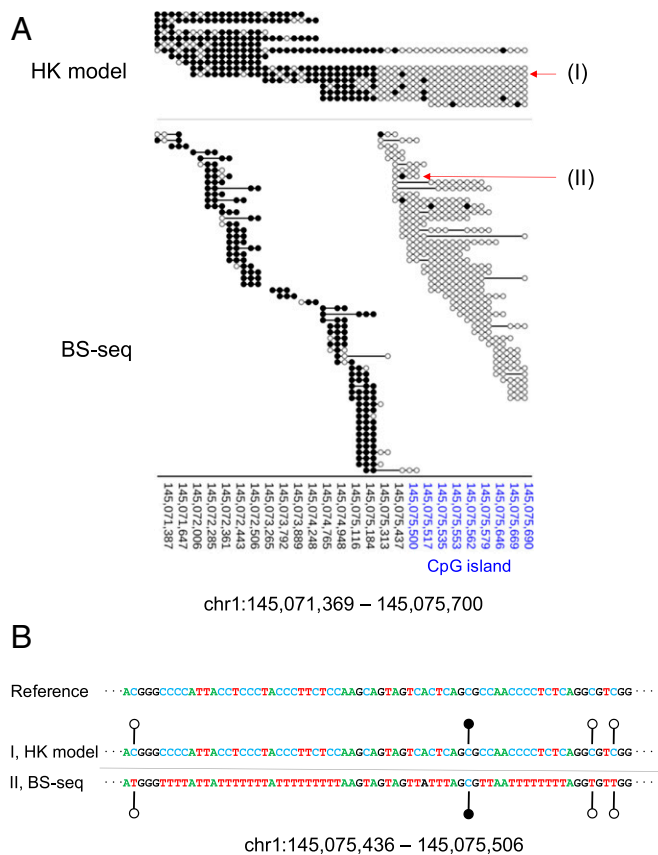 A
HK model
(I)
(II)
BS-seq
145,071,387
145,071,647
145,072,006
145,072,285
145,072,361
145,072,443
145,072,506
145,073,265
145,073,792
145,073,889
145,074,248
145,074,765
145,074,948
145,075,116
145,075,184
145,075,313
145,075,437
145,075,500
145,075,517
145,075,535
145,075,553
145,075,562
145,075,579
145,075,646
145,075,669
145,075,690
CpG island
chr1:145,071,369 – 145,075,700
B
Reference ···ACGGGCCCCATTACCTCCCTACCCTTCTCCAAGCAGTAGTCACTCAGCGCCAACCCCTCTCAGGCGTCGG···
I, HK model ···ACGGGCCCCATTACCTCCCTACCCTTCTCCAAGCAGTAGTCACTCAGCGCCAACCCCTCTCAGGCGTCGG···
II, BS-seq ···ATGGGTTTTATTATTTTTTTATTTTTTTTTAAGTAGTAGTTATTTAGCGTTAATTTTTTTTAGGTGTTGG···
chr1:145,075,436 – 145,075,506